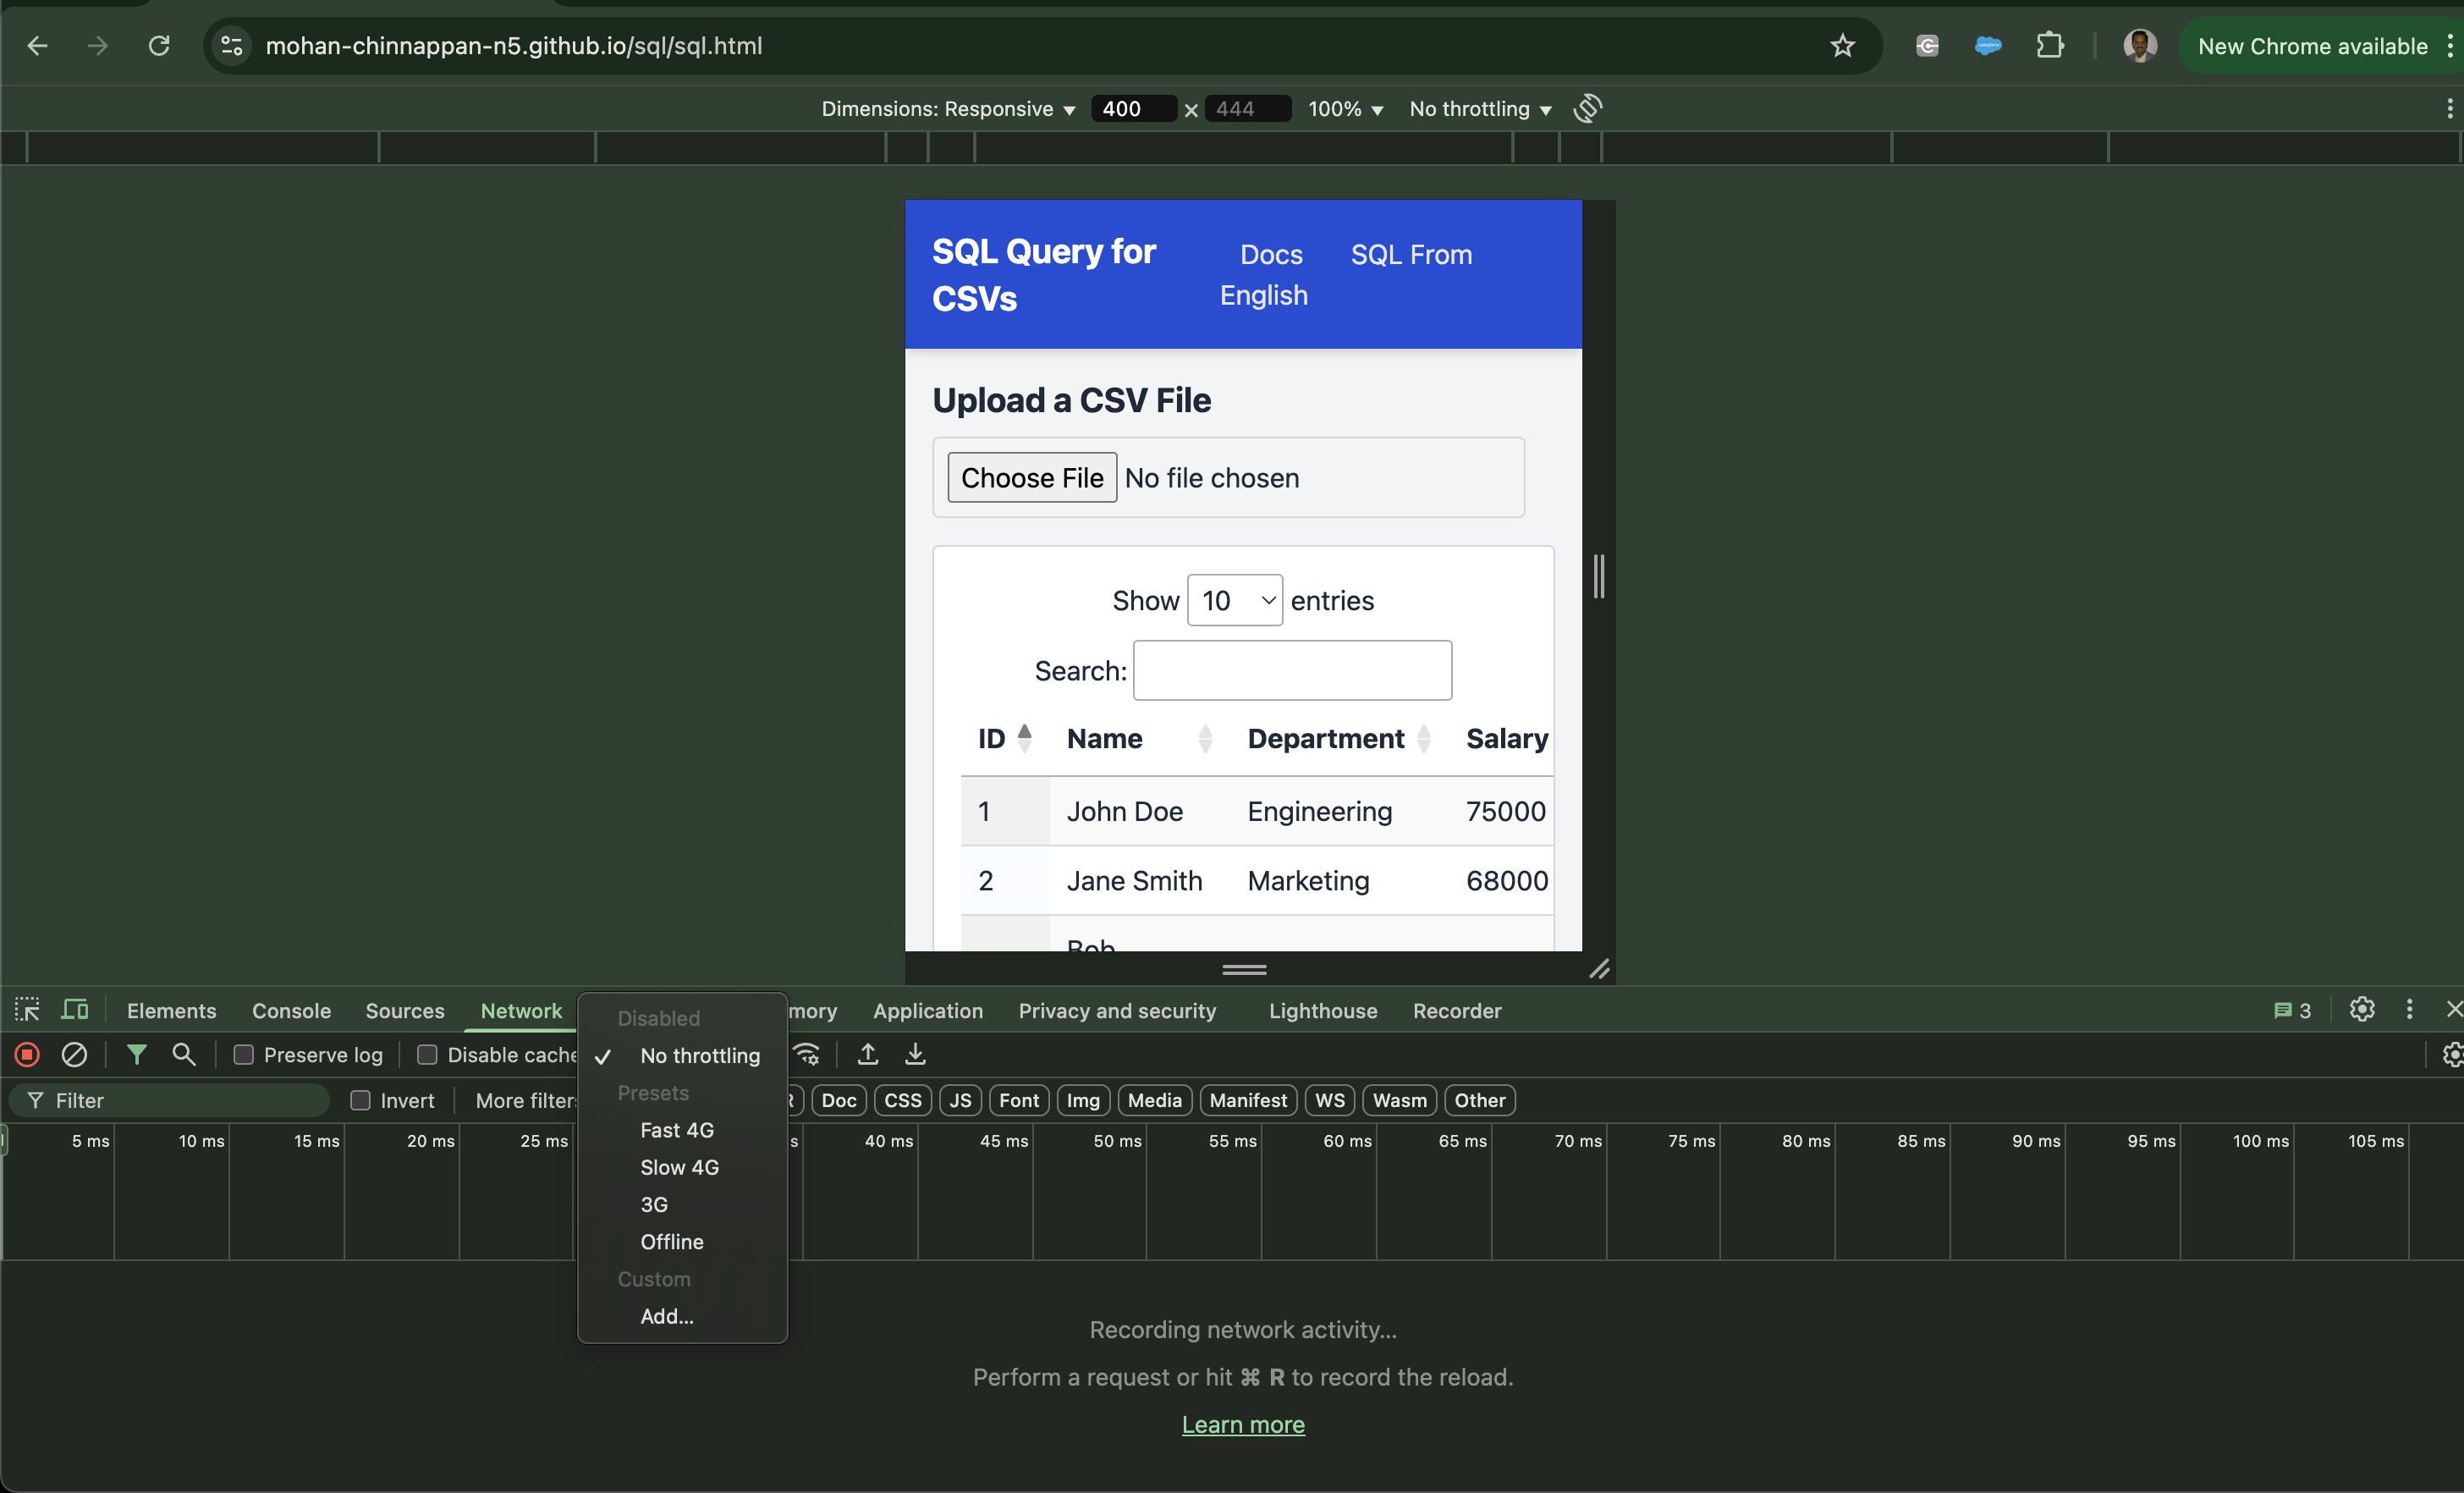 mohan-chinnappan-n5.github.io/sql/sql.html
New Chrome available
Dimensions: Responsive 400 x 444 100% No throttling
SQL Query for
CSVs
Docs SQL From
English
Upload a CSV File
Choose File No file chosen
Show 10 entries
Search:
ID Name Department Salary
1 John Doe Engineering 75000
2 Jane Smith Marketing 68000
Bob
Elements Console Sources Network mory Application Privacy and security Lighthouse Recorder 3
Preserve log Disable cache
Filter Invert More filters R Doc CSS JS Font Img Media Manifest WS Wasm Other
5 ms 10 ms 15 ms 20 ms 25 ms s 40 ms 45 ms 50 ms 55 ms 60 ms 65 ms 70 ms 75 ms 80 ms 85 ms 90 ms 95 ms 100 ms 105 ms
Disabled
✓ No throttling
Presets
Fast 4G
Slow 4G
3G
Offline
Custom
Add...
Recording network activity...
Perform a request or hit ⌘ R to record the reload.
Learn more